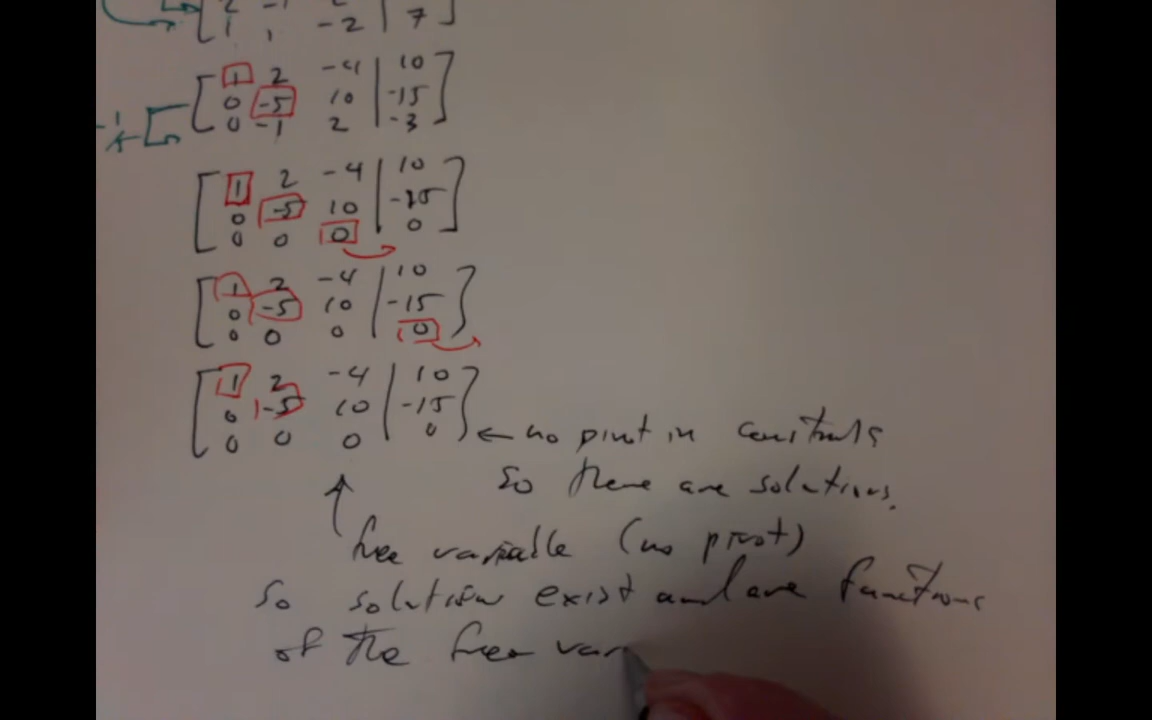 1 1 -2 | 7
1 2 -4 | 10
0 -5 10 | -15
0 -1 2 | -3
1 2 -4 | 10
0 -5 10 | -15
0 0 0 | 0
1 2 -4 | 10
0 -5 10 | -15
0 0 0 | 0
1 2 -4 | 10
0 -5 10 | -15
0 0 0 | 0 ← no pivot in
so there are solutions.
↑
free variable (no pivot)
So solution exist and are functions
of the free var